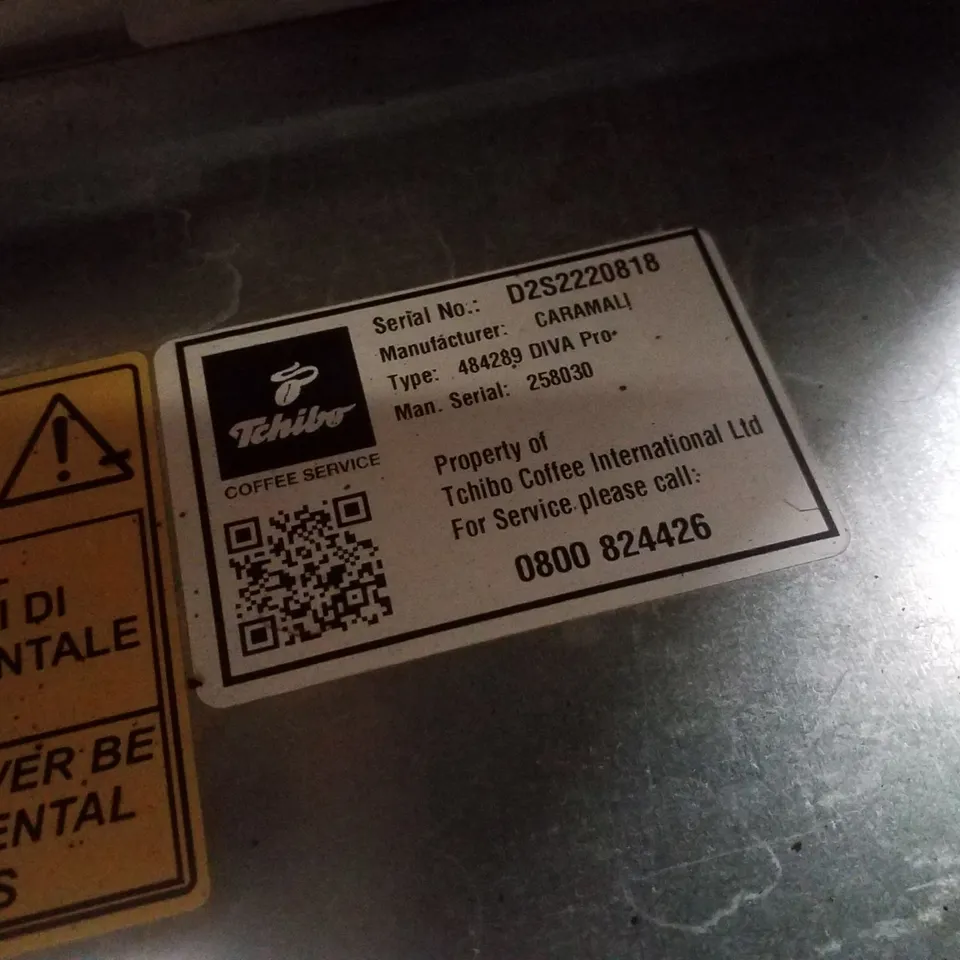 Serial No.: D2S2220818
Manufacturer: CARAMALI
Type: 484289 DIVA Pro
Man. Serial: 258030
Tchibo
COFFEE SERVICE
Property of
Tchibo Coffee International Ltd
For Service please call:
0800 824426
I DI
NTALE
VER BE
ENTAL
S